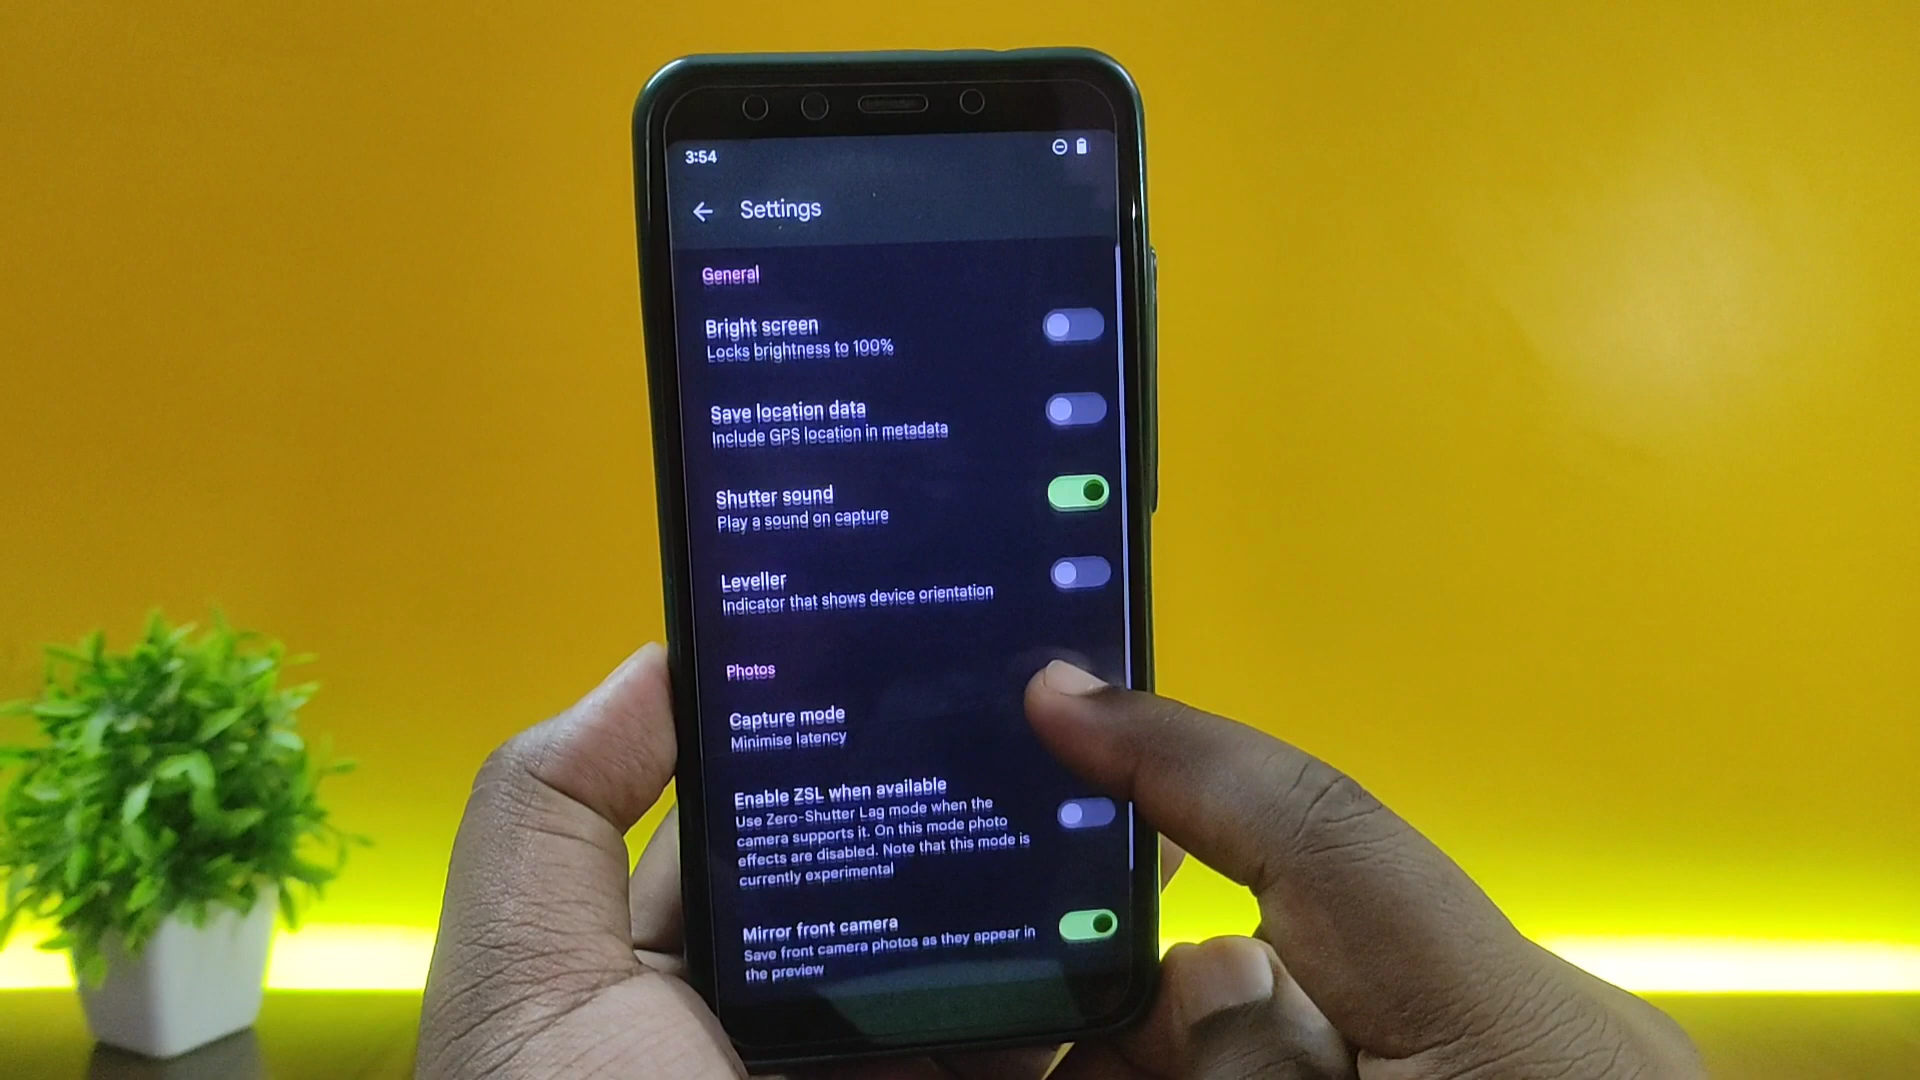 3:54
Settings
General
Bright screen
Locks brightness to 100%
Save location data
Include GPS location in metadata
Shutter sound
Play a sound on capture
Leveller
Indicator that shows device orientation
Photos
Capture mode
Minimise latency
Enable ZSL when available
Use Zero-Shutter Lag mode when the
camera supports it. On this mode photo
effects are disabled. Note that this mode is
currently experimental
Mirror front camera
Save front camera photos as they appear in
the preview